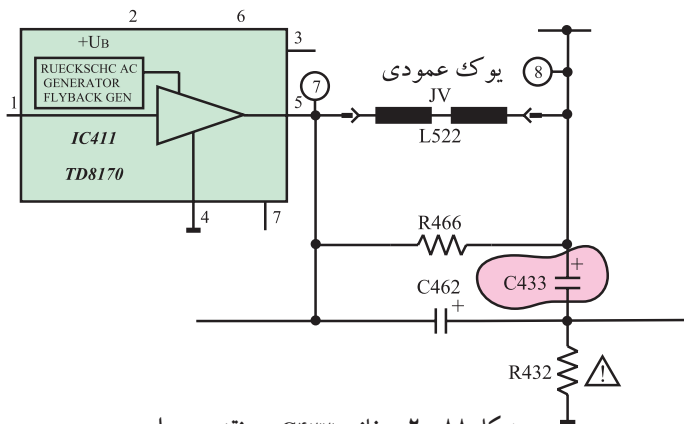 2
6
+UB
3
RUECKSCHC AC
GENERATOR
FLYBACK GEN
1
5
7
یوک عمودی
8
JV
L522
IC411
TD8170
4
7
R466
C462
+
C433
+
R432
!